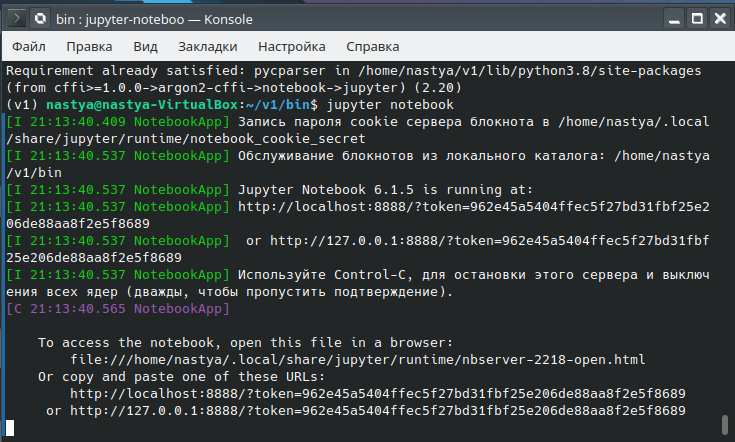 bin : jupyter-noteboo — Konsole
Файл Правка Вид Закладки Настройка Справка
Requirement already satisfied: pycparser in /home/nastya/v1/lib/python3.8/site-packages
(from cffi>=1.0.0->argon2-cffi->notebook->jupyter) (2.20)
(v1) nastya@nastya-VirtualBox:~/v1/bin$ jupyter notebook
[I 21:13:40.409 NotebookApp] Запись пароля cookie сервера блокнота в /home/nastya/.local
/share/jupyter/runtime/notebook_cookie_secret
[I 21:13:40.537 NotebookApp] Обслуживание блокнотов из локального каталога: /home/nastya
/v1/bin
[I 21:13:40.537 NotebookApp] Jupyter Notebook 6.1.5 is running at:
[I 21:13:40.537 NotebookApp] http://localhost:8888/?token=962e45a5404ffec5f27bd31fbf25e2
06de88aa8f2e5f8689
[I 21:13:40.537 NotebookApp]  or http://127.0.0.1:8888/?token=962e45a5404ffec5f27bd31fbf
25e206de88aa8f2e5f8689
[I 21:13:40.537 NotebookApp] Используйте Control-C, для остановки этого сервера и выключ
ения всех ядер (дважды, чтобы пропустить подтверждение).
[C 21:13:40.565 NotebookApp]
To access the notebook, open this file in a browser:
file:///home/nastya/.local/share/jupyter/runtime/nbserver-2218-open.html
Or copy and paste one of these URLs:
http://localhost:8888/?token=962e45a5404ffec5f27bd31fbf25e206de88aa8f2e5f8689
or http://127.0.0.1:8888/?token=962e45a5404ffec5f27bd31fbf25e206de88aa8f2e5f8689